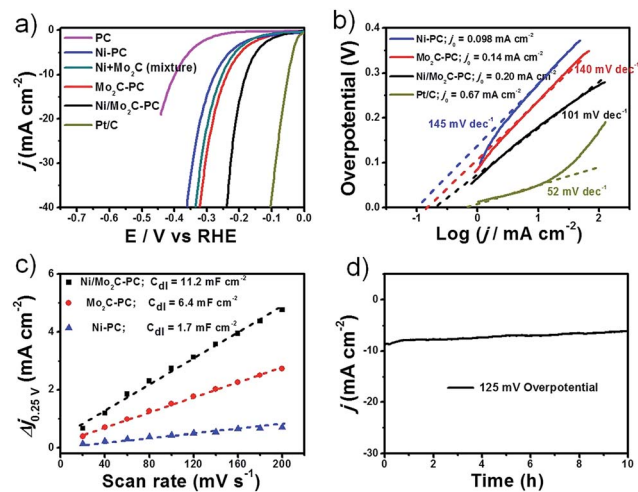 a)
j (mA cm⁻²)
0
-10
-20
-30
-40
PC
Ni-PC
Ni+Mo₂C (mixture)
Mo₂C-PC
Ni/Mo₂C-PC
Pt/C
-0.7 -0.6 -0.5 -0.4 -0.3 -0.2 -0.1 0.0
E / V vs RHE
b)
Overpotential (V)
0.4
0.3
0.2
0.1
0.0
Ni-PC; j₀ = 0.098 mA cm⁻²
Mo₂C-PC; j₀ = 0.14 mA cm⁻²
Ni/Mo₂C-PC; j₀ = 0.20 mA cm⁻²
Pt/C; j₀ = 0.67 mA cm⁻²
140 mV dec⁻¹
145 mV dec⁻¹
101 mV dec⁻¹
52 mV dec⁻¹
-1 0 1 2
Log (j / mA cm⁻²)
c)
Δj₀.₂₅ ᵥ (mA cm⁻²)
6
4
2
0
Ni/Mo₂C-PC; Cdl = 11.2 mF cm⁻²
Mo₂C-PC; Cdl = 6.4 mF cm⁻²
Ni-PC; Cdl = 1.7 mF cm⁻²
0 40 80 120 160 200
Scan rate (mV s⁻¹)
d)
j (mA cm⁻²)
0
-10
-20
-30
125 mV Overpotential
0 2 4 6 8 10
Time (h)